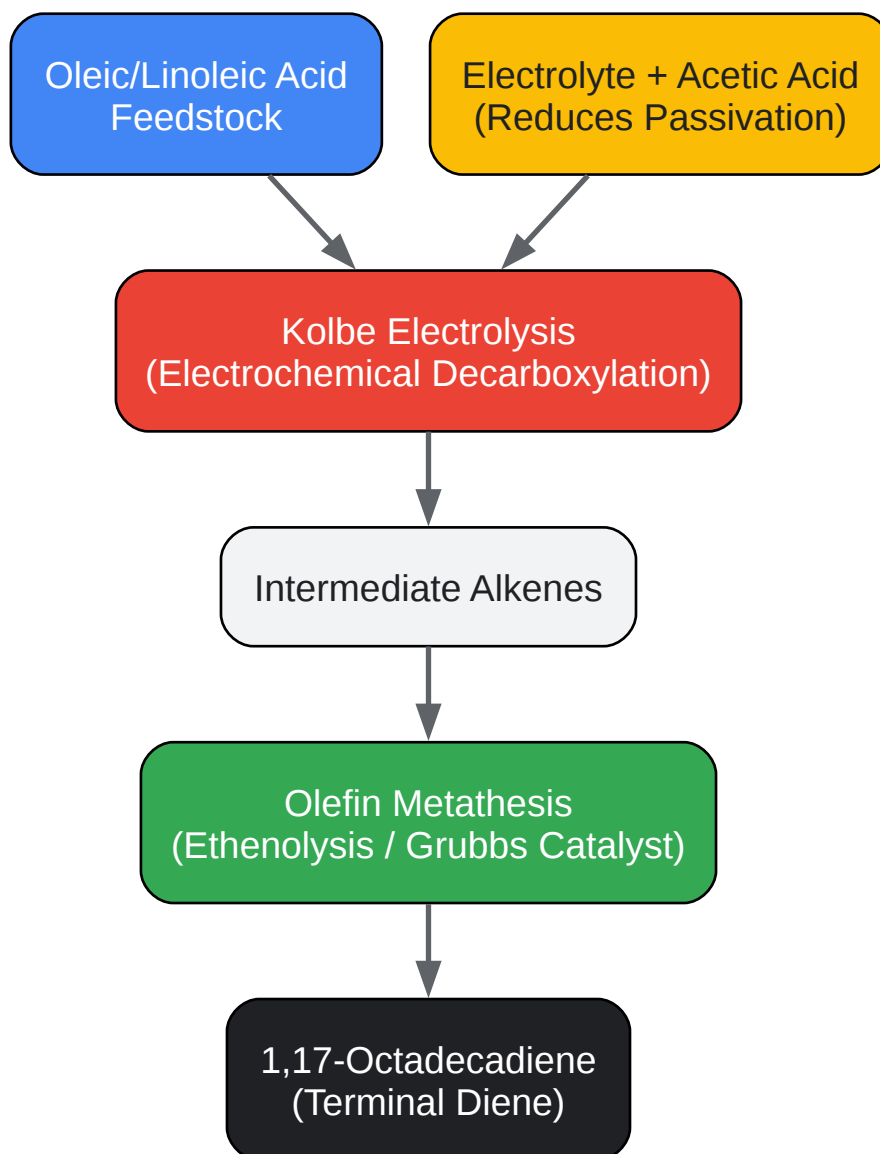 Oleic/Linoleic Acid
Feedstock
Electrolyte + Acetic Acid
(Reduces Passivation)
Kolbe Electrolysis
(Electrochemical Decarboxylation)
Intermediate Alkenes
Olefin Metathesis
(Ethenolysis / Grubbs Catalyst)
1,17-Octadecadiene
(Terminal Diene)